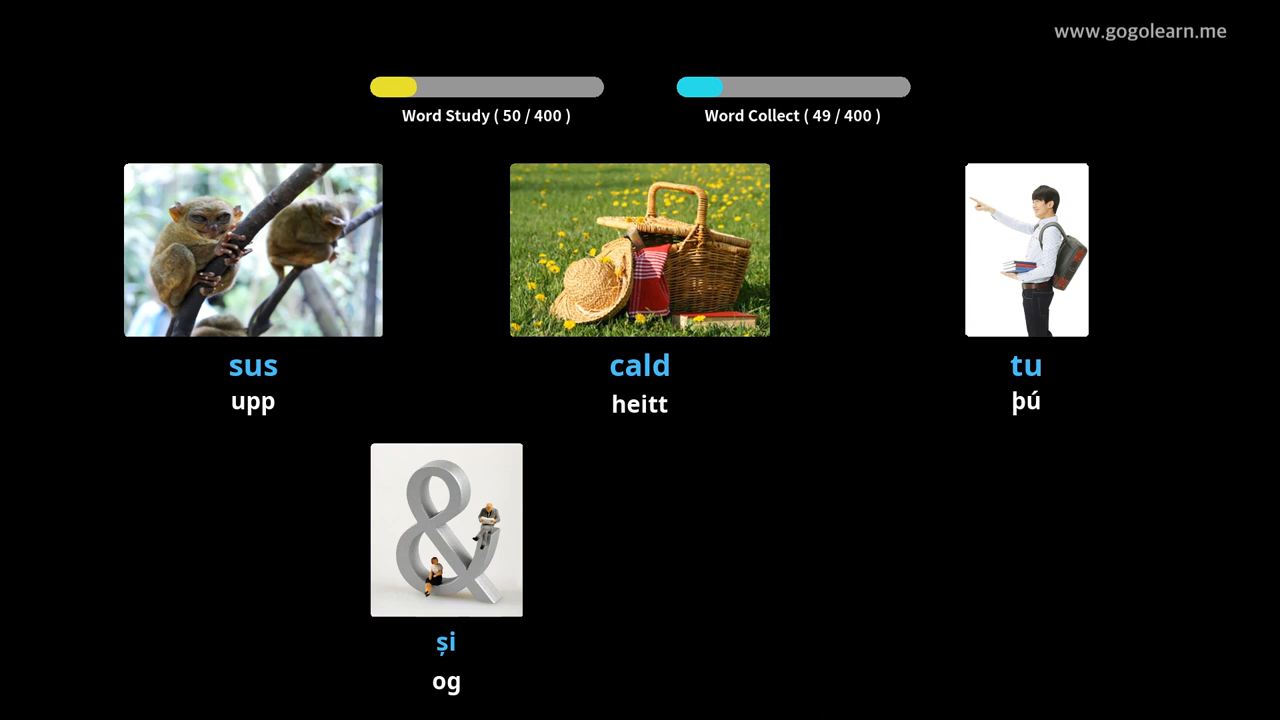 www.gogolearn.me
Word Study ( 50 / 400 )
Word Collect ( 49 / 400 )
sus
upp
cald
heitt
tu
þú
și
og